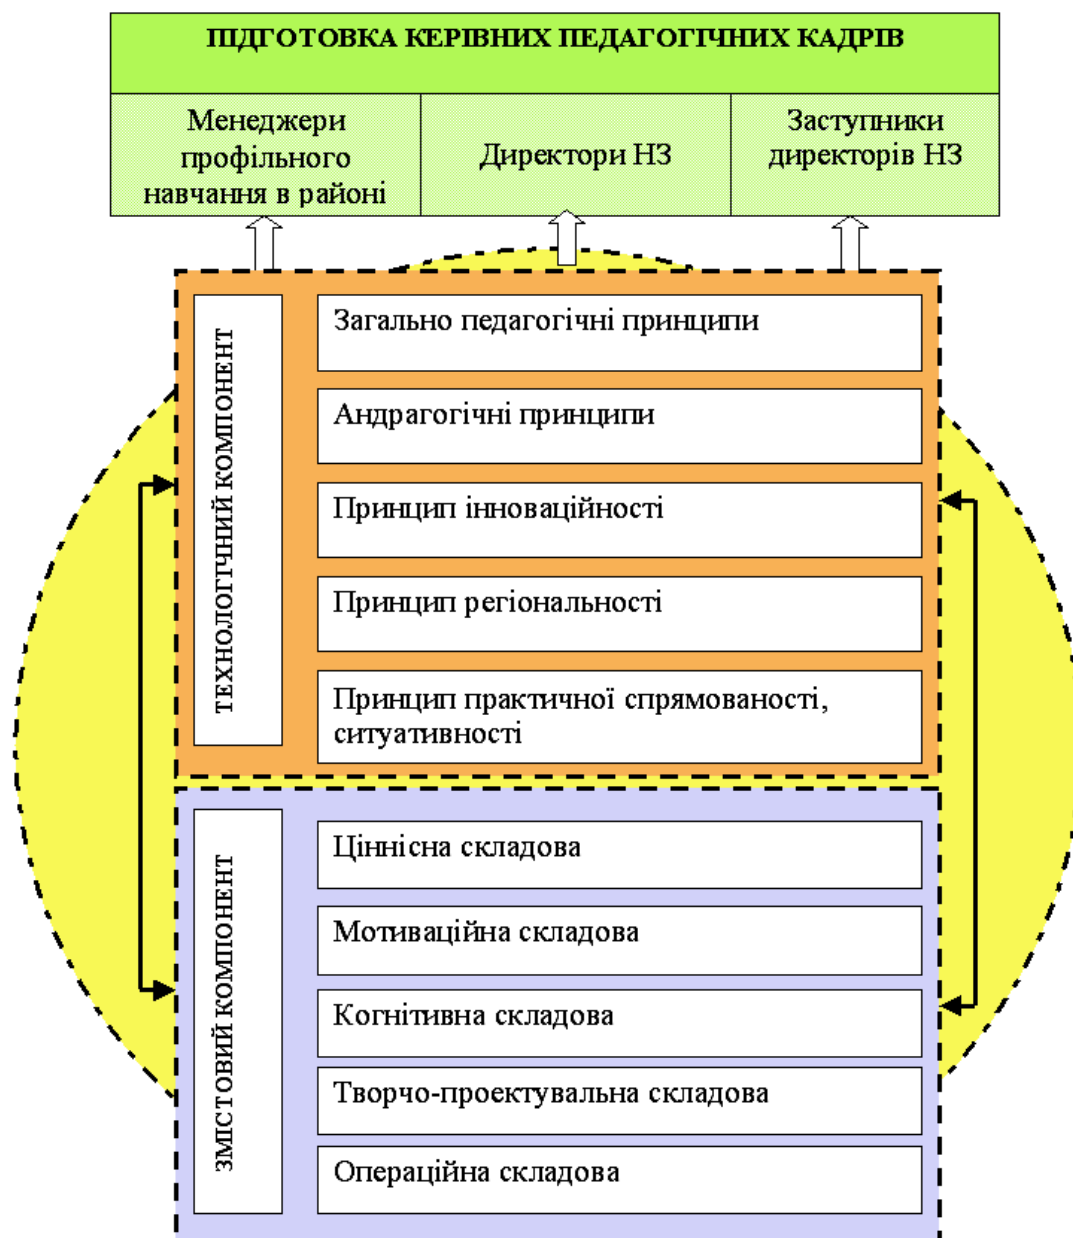 ПІДГОТОВКА КЕРІВНИХ ПЕДАГОГІЧНИХ КАДРІВ
Менеджери
профільного
навчання в районі
Директори НЗ
Заступники
директорів НЗ
ТЕХНОЛОГІЧНИЙ КОМПОНЕНТ
Загально педагогічні принципи
Андрагогічні принципи
Принцип інноваційності
Принцип регіональності
Принцип практичної спрямованості,
ситуативності
ЗМІСТОВИЙ КОМПОНЕНТ
Ціннісна складова
Мотиваційна складова
Когнітивна складова
Творчо-проектувальна складова
Операційна складова